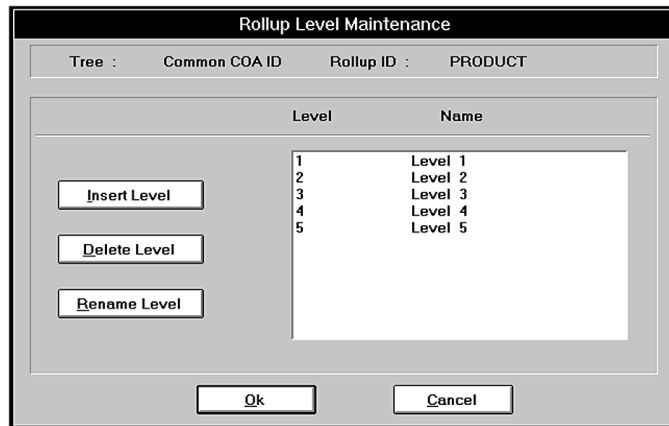 Rollup Level Maintenance
Tree : Common COA ID Rollup ID : PRODUCT
Level Name
1 Level 1
2 Level 2
3 Level 3
4 Level 4
5 Level 5
Insert Level
Delete Level
Rename Level
Ok Cancel